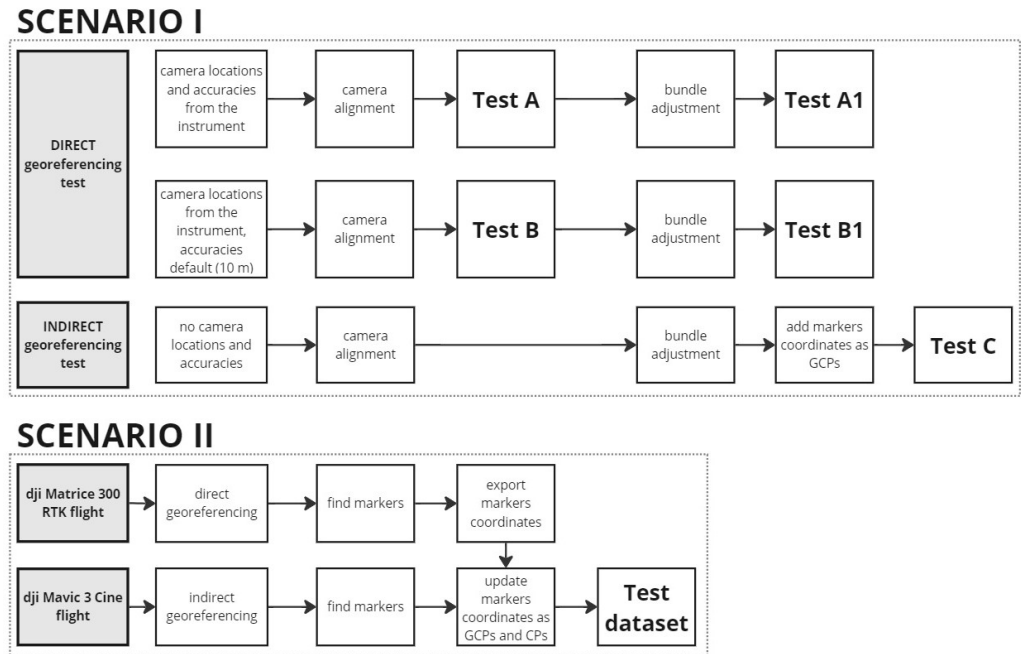 SCENARIO I
DIRECT
georeferencing
test
camera locations
and accuracies
from the
instrument
camera
alignment
Test A
bundle
adjustment
Test A1
camera locations
from the
instrument,
accuracies
default (10 m)
camera
alignment
Test B
bundle
adjustment
Test B1
INDIRECT
georeferencing
test
no camera
locations and
accuracies
camera
alignment
bundle
adjustment
add markers
coordinates as
GCPs
Test C
SCENARIO II
dji Matrice 300
RTK flight
direct
georeferencing
find markers
export
markers
coordinates
dji Mavic 3 Cine
flight
indirect
georeferencing
find markers
update
markers
coordinates as
GCPs and CPs
Test
dataset